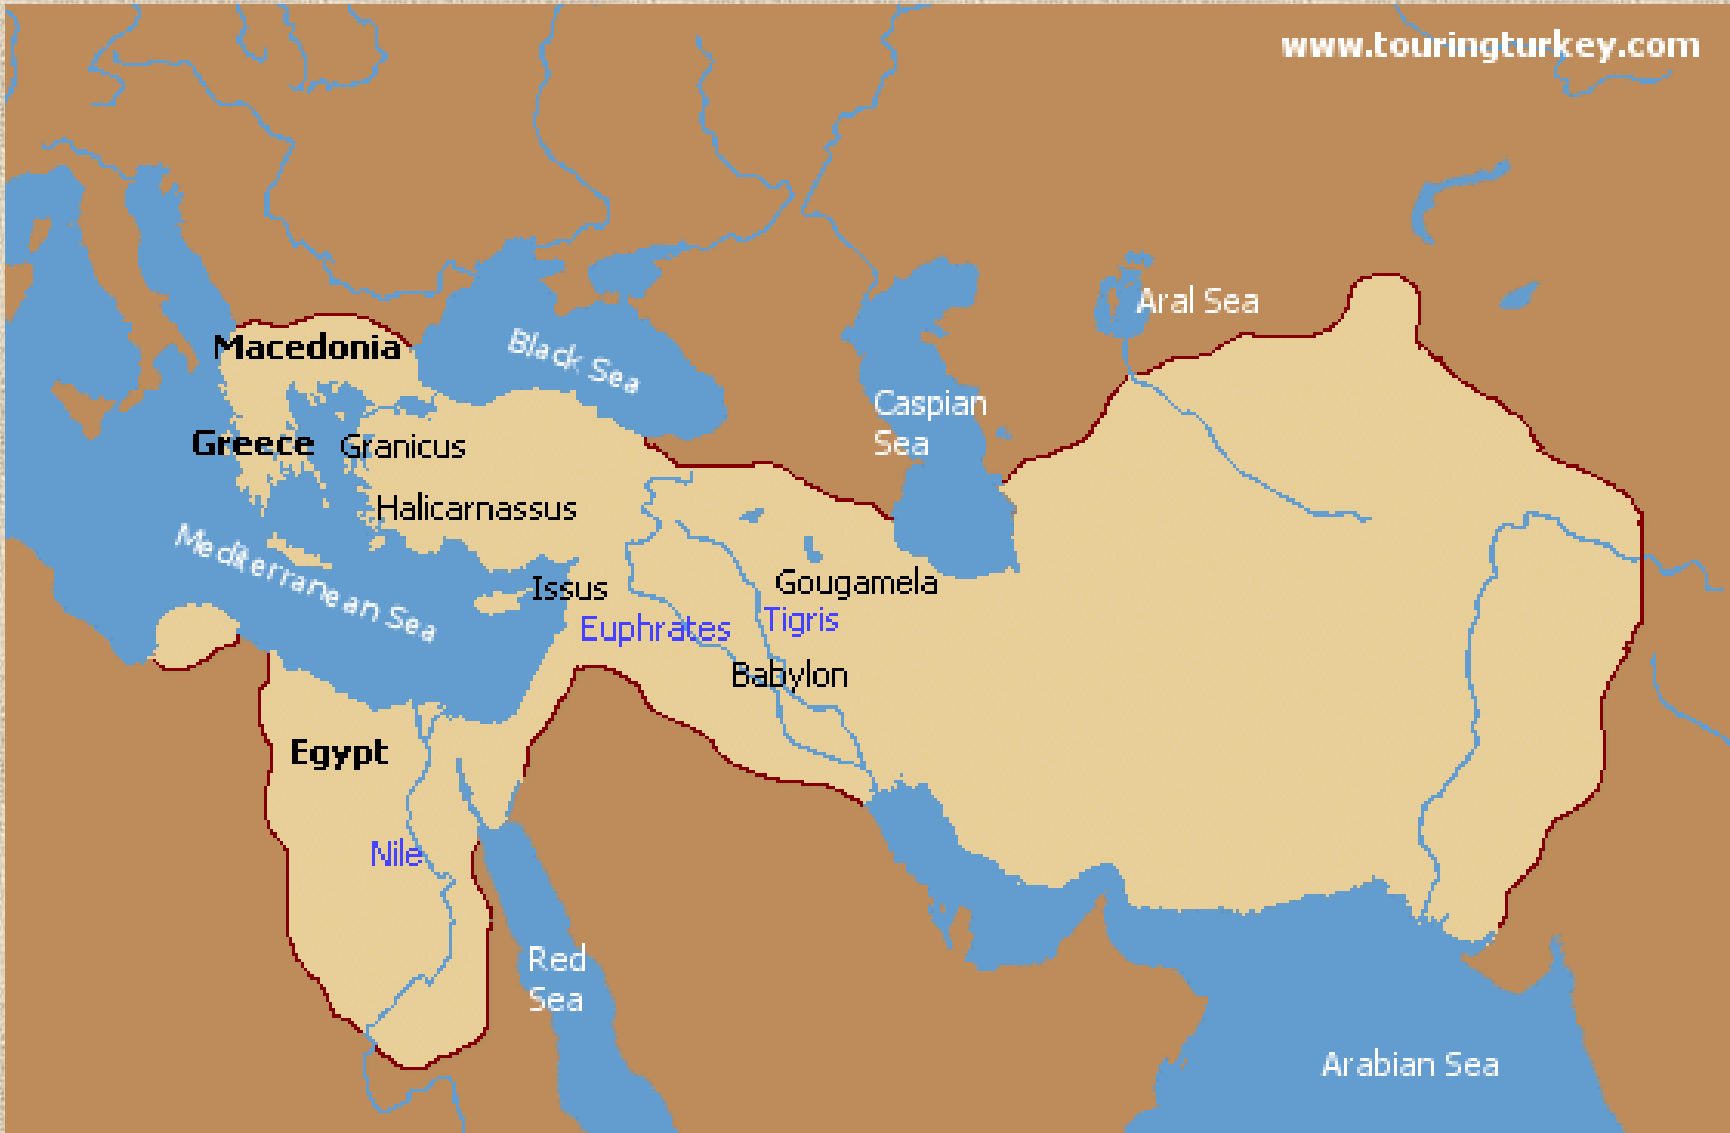 www.touringturkey.com
Aral Sea
Macedonia
Black Sea
Caspian
Sea
Greece
Granicus
Halicarnassus
Mediterranean Sea
Issus
Gougamela
Euphrates
Tigris
Babylon
Egypt
Nile
Red
Sea
Arabian Sea